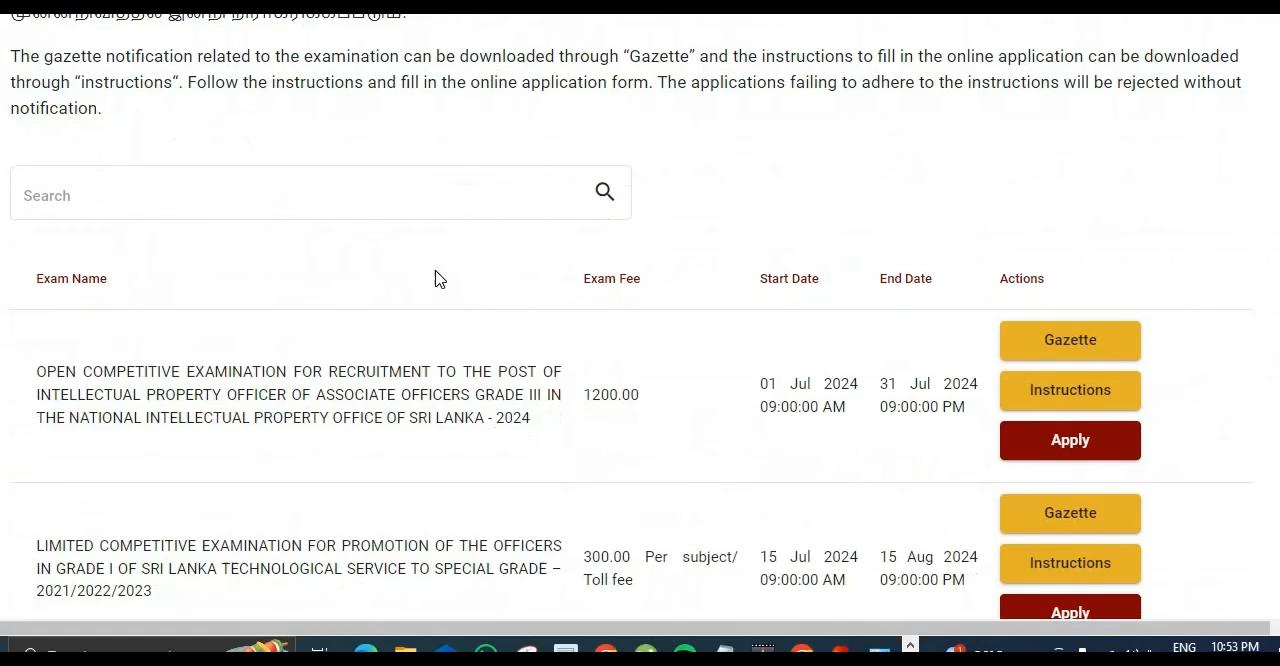 The gazette notification related to the examination can be downloaded through “Gazette” and the instructions to fill in the online application can be downloaded
through “instructions“. Follow the instructions and fill in the online application form. The applications failing to adhere to the instructions will be rejected without
notification.
Search
Exam Name Exam Fee Start Date End Date Actions
Gazette
OPEN COMPETITIVE EXAMINATION FOR RECRUITMENT TO THE POST OF
INTELLECTUAL PROPERTY OFFICER OF ASSOCIATE OFFICERS GRADE III IN
THE NATIONAL INTELLECTUAL PROPERTY OFFICE OF SRI LANKA - 2024
1200.00
01 Jul 2024
09:00:00 AM
31 Jul 2024
09:00:00 PM
Instructions
Apply
Gazette
LIMITED COMPETITIVE EXAMINATION FOR PROMOTION OF THE OFFICERS
IN GRADE I OF SRI LANKA TECHNOLOGICAL SERVICE TO SPECIAL GRADE –
2021/2022/2023
300.00 Per subject/
Toll fee
15 Jul 2024
09:00:00 AM
15 Aug 2024
09:00:00 PM
Instructions
Apply
ENG 10:53 PM